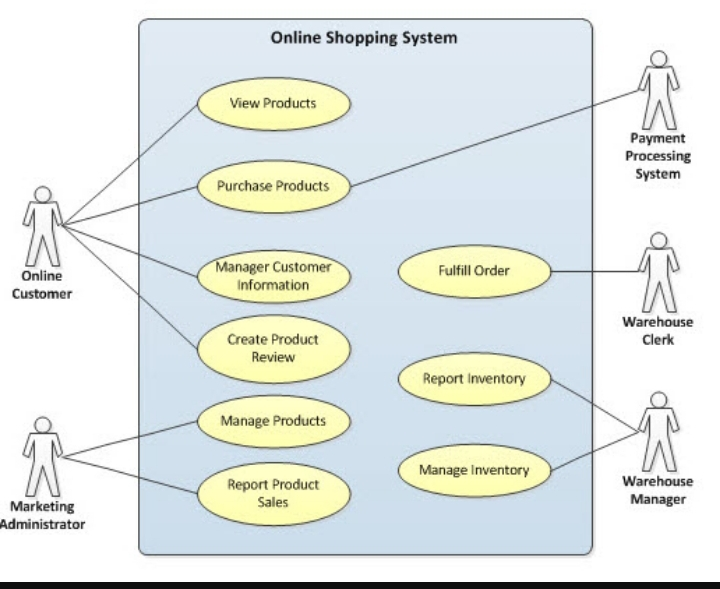 Online Shopping System
View Products
Purchase Products
Manager Customer
Information
Create Product
Review
Manage Products
Report Product
Sales
Fulfill Order
Report Inventory
Manage Inventory
Online
Customer
Marketing
Administrator
Payment
Processing
System
Warehouse
Clerk
Warehouse
Manager